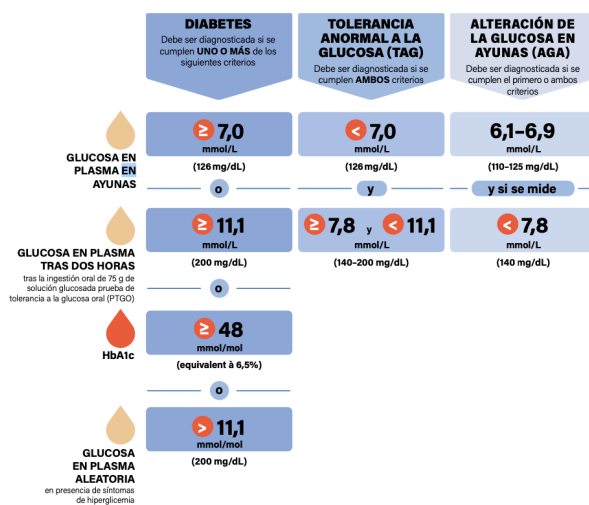 DIABETES
Debe ser diagnosticada si se
cumplen UNO O MÁS de los
siguientes criterios
TOLERANCIA
ANORMAL A LA
GLUCOSA (TAG)
Debe ser diagnosticada si se
cumplen AMBOS criterios
ALTERACIÓN DE
LA GLUCOSA EN
AYUNAS (AGA)
Debe ser diagnosticada si se
cumplen el primero o ambos
criterios
GLUCOSA EN
PLASMA EN
AYUNAS
≥ 7,0
mmol/L
(126 mg/dL)
< 7,0
mmol/L
(126 mg/dL)
6,1–6,9
mmol/L
(110–125 mg/dL)
o
y
y si se mide
GLUCOSA EN PLASMA
TRAS DOS HORAS
tras la ingestión oral de 75 g de
solución glucosada prueba de
tolerancia a la glucosa oral (PTGO)
≥ 11,1
mmol/L
(200 mg/dL)
≥ 7,8 y < 11,1
mmol/L
(140–200 mg/dL)
< 7,8
mmol/L
(140 mg/dL)
o
HbA1c
≥ 48
mmol/mol
(equivalent à 6,5%)
o
GLUCOSA
EN PLASMA
ALEATORIA
en presencia de síntomas
de hiperglicemia
> 11,1
mmol/mol
(200 mg/dL)